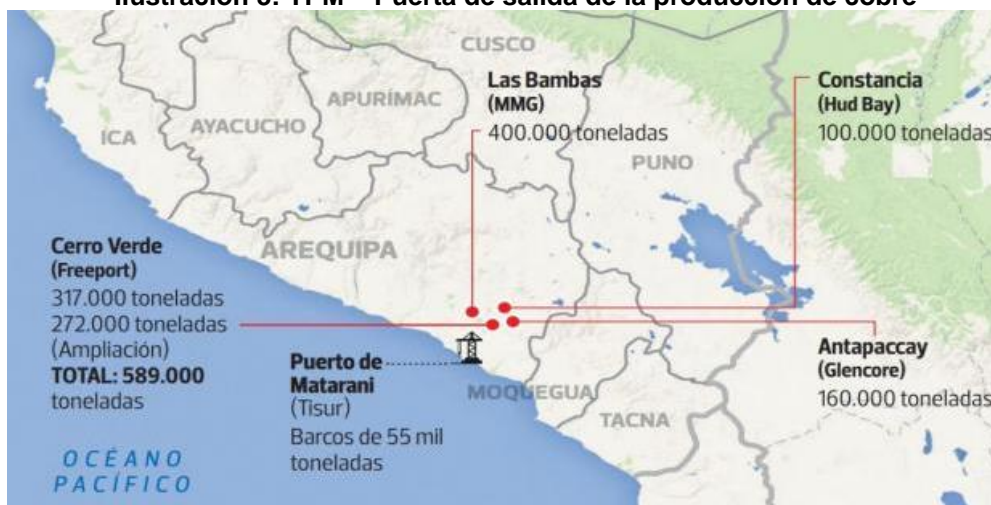 Ilustración 5: TPM – Puerta de salida de la producción de cobre
CUSCO
APURIMAC
AYACUCHO
ICA
Las Bambas
(MMG)
400.000 toneladas
Constancia
(Hud Bay)
100.000 toneladas
PUNO
AREQUIPA
Cerro Verde
(Freeport)
317.000 toneladas
272.000 toneladas
(Ampliación)
TOTAL: 589.000
toneladas
Puerto de
Matarani
(Tisur)
Barcos de 55 mil
toneladas
MOQUEGUA
TACNA
Antapaccay
(Glencore)
160.000 toneladas
OCÉANO
PACÍFICO